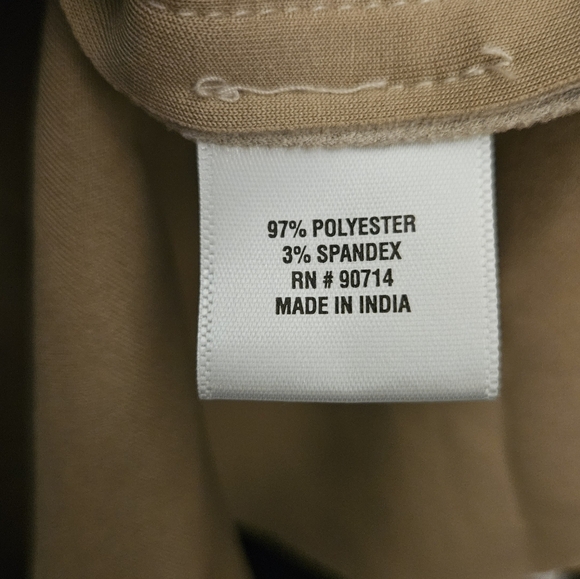 97% POLYESTER
3% SPANDEX
RN # 90714
MADE IN INDIA